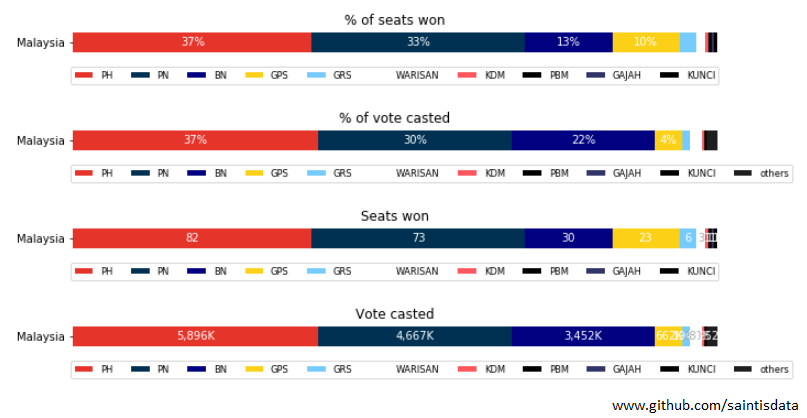 % of seats won
Malaysia 37% 33% 13% 10%
PH PN BN GPS GRS WARISAN KDM PBM GAJAH KUNCI
% of vote casted
Malaysia 37% 30% 22% 4%
PH PN BN GPS GRS WARISAN KDM PBM GAJAH KUNCI others
Seats won
Malaysia 82 73 30 23 6 3
PH PN BN GPS GRS WARISAN KDM PBM GAJAH KUNCI
Vote casted
Malaysia 5,896K 4,667K 3,452K
PH PN BN GPS GRS WARISAN KDM PBM GAJAH KUNCI others
www.github.com/saintisdata